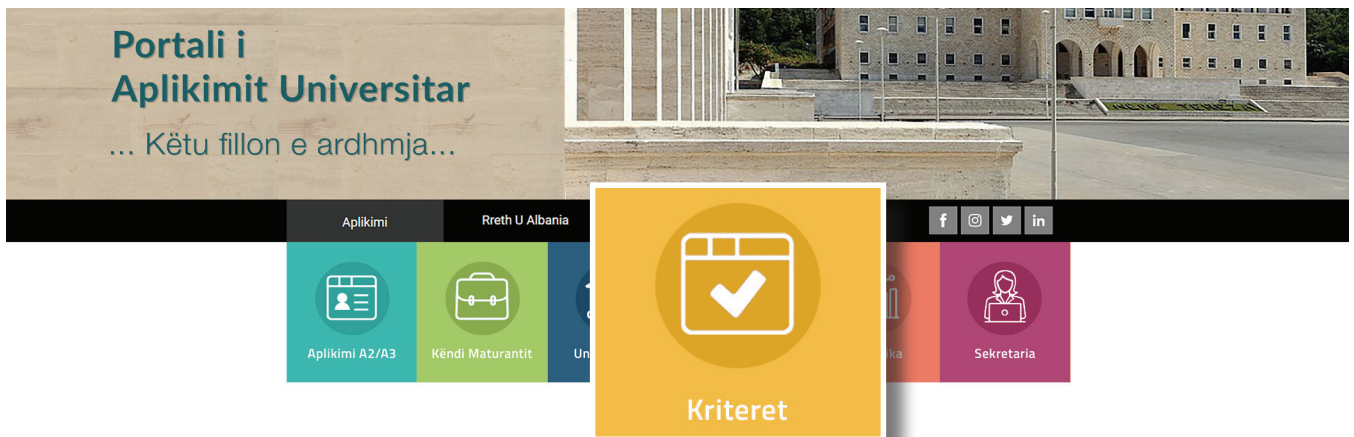 Portali i
Aplikimit Universitar
... Këtu fillon e ardhmja...
Aplikimi
Rreth U Albania
Aplikimi A2/A3
Këndi Maturantit
Kriteret
Sekretaria